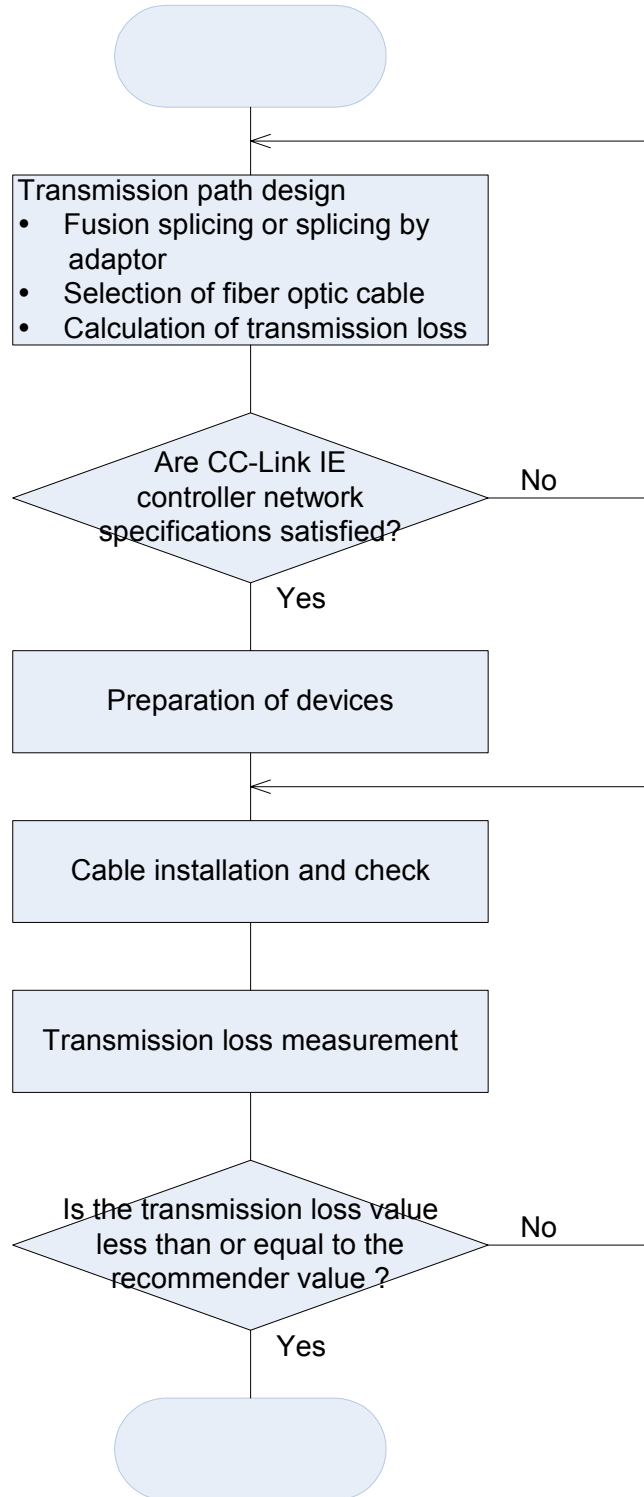 Transmission path design
• Fusion splicing or splicing by
adaptor
• Selection of fiber optic cable
• Calculation of transmission loss
Are CC-Link IE
controller network
specifications satisfied?
No
Yes
Preparation of devices
Cable installation and check
Transmission loss measurement
Is the transmission loss value
less than or equal to the
recommender value ?
No
Yes